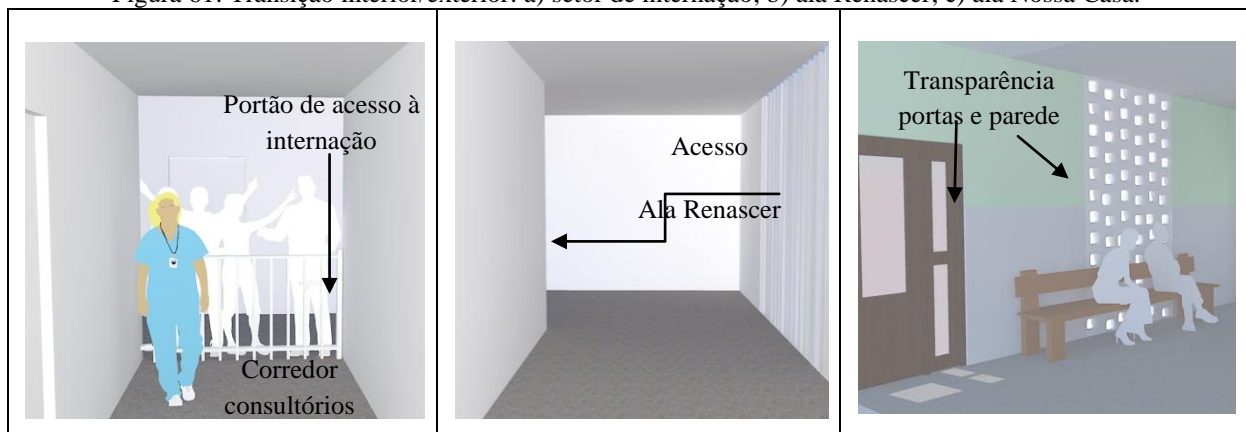 Figura 61: Transição interior/exterior: a) setor de internação; b) ala Renascer; c) ala Nossa Casa.
Portão de acesso à
internação
Corredor
consultórios
Acesso
Ala Renascer
Transparência
portas e parede